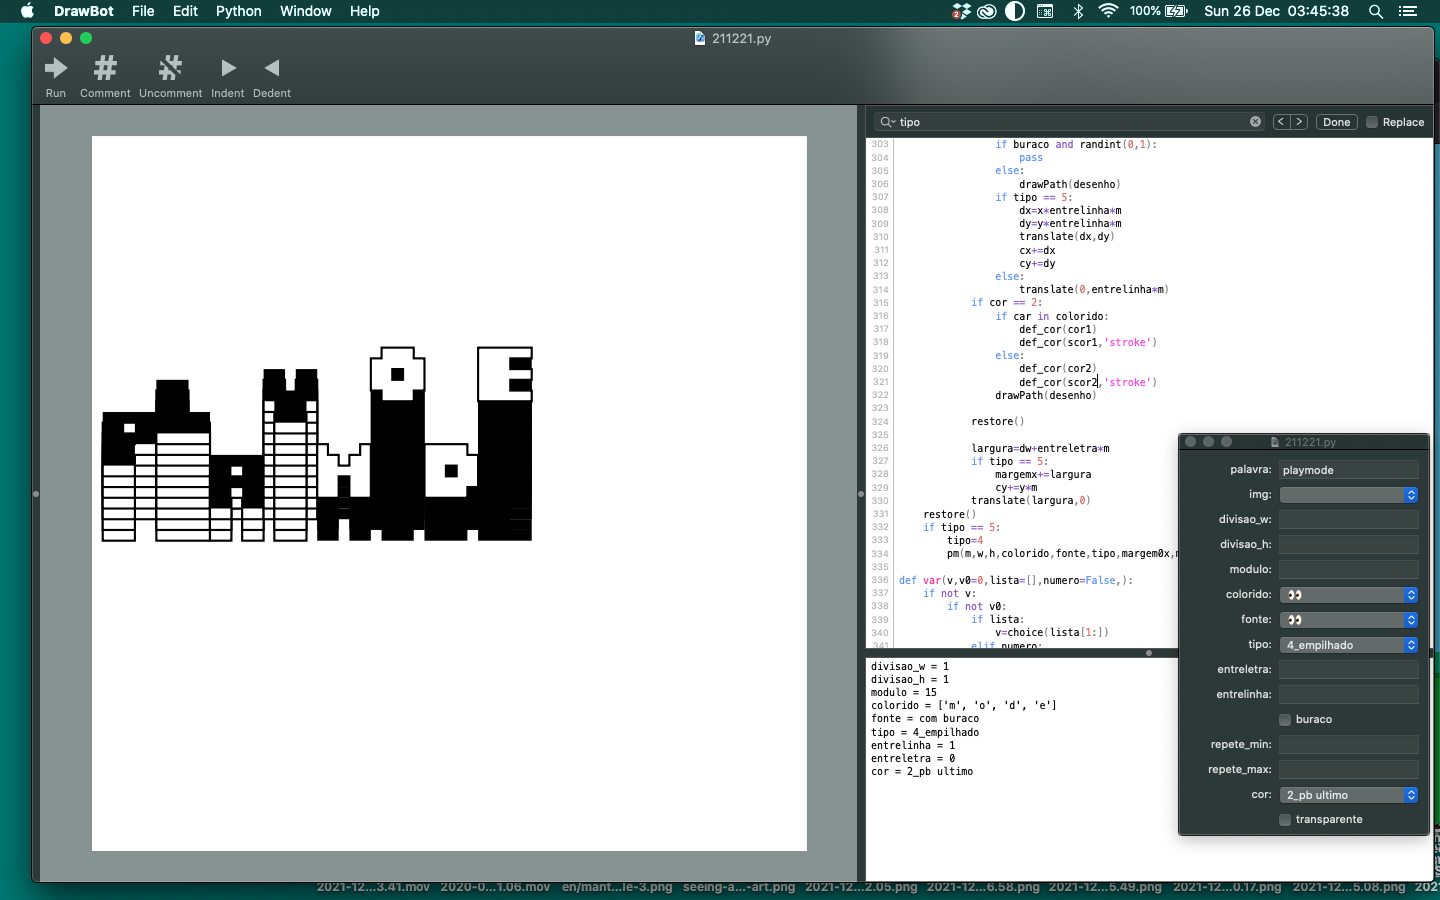 DrawBot File Edit Python Window Help
2 100% Sun 26 Dec 03:45:38
211221.py
Run Comment Uncomment Indent Dedent
tipo
< > Done Replace
303 if buraco and randint(0,1):
304 pass
305 else:
306 drawPath(desenho)
307 if tipo == 5:
308 dx=x*entrelinha*m
309 dy=y*entrelinha*m
310 translate(dx,dy)
311 cx+=dx
312 cy+=dy
313 else:
314 translate(0,entrelinha*m)
315 if cor == 2:
316 if car in colorido:
317 def_cor(cor1)
318 def_cor(scor1,'stroke')
319 else:
320 def_cor(cor2)
321 def_cor(scor2,'stroke')
322 drawPath(desenho)
323
324 restore()
325
326 largura=dw+entreletra*m
327 if tipo == 5:
328 margemx+=largura
329 cy+=y*m
330 translate(largura,0)
331 restore()
332 if tipo == 5:
333 tipo=4
334 pm(m,w,h,colorido,fonte,tipo,margem0x,
335
336 def var(v,v0=0,lista=[],numero=False,):
337 if not v:
338 if not v0:
339 if lista:
340 v=choice(lista[1:])
341 elif numero:
PLAYMODE
divisao_w = 1
divisao_h = 1
modulo = 15
colorido = ['m', 'o', 'd', 'e']
fonte = com buraco
tipo = 4_empilhado
entrelinha = 1
entreletra = 0
cor = 2_pb ultimo
211221.py
palavra: playmode
img:
divisao_w:
divisao_h:
modulo:
colorido: 👀
fonte: 👀
tipo: 4_empilhado
entreletra:
entrelinha:
buraco
repete_min:
repete_max:
cor: 2_pb ultimo
transparente
2021-12...3.41.mov 2020-0...1.06.mov en/mant...le-3.png seeing-a...-art.png 2021-12...2.05.png 2021-12...6.58.png 2021-12...5.49.png 2021-12...0.17.png 2021-12...5.08.png 202